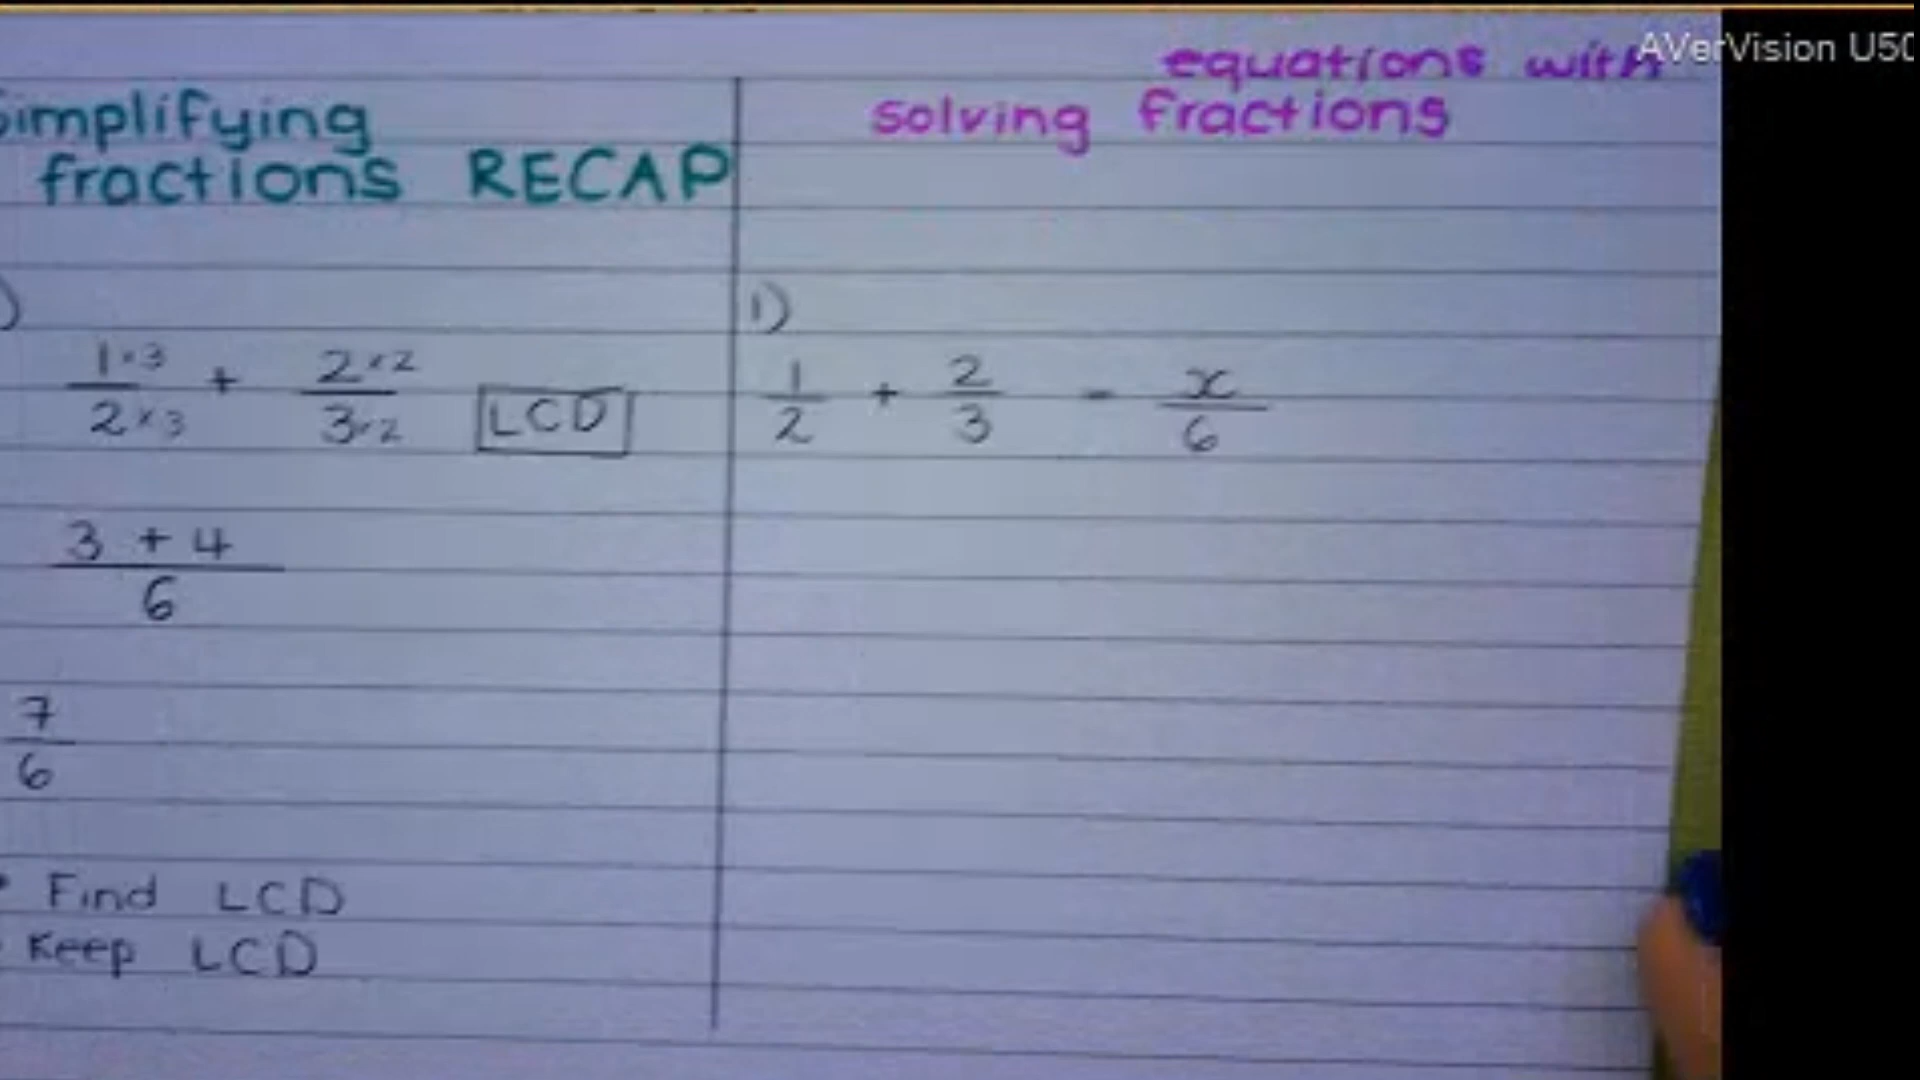 equations with
AVerVision U50
Simplifying
solving fractions
fractions RECAP
1)
1×3 + 2×2
2×3 3×2 LCD
1/2 + 2/3 - x/6
3 + 4
6
7
6
Find LCD
Keep LCD